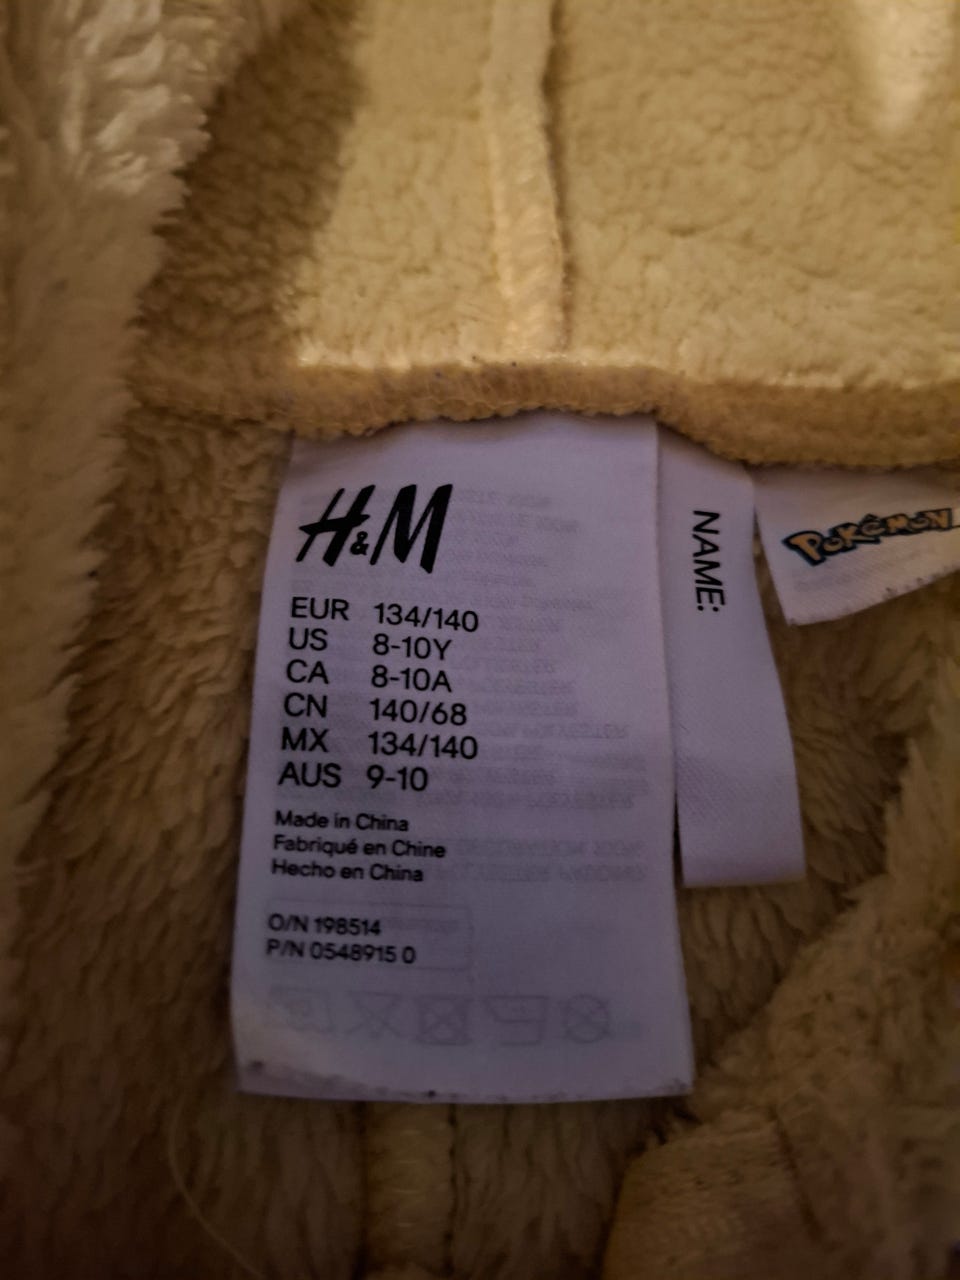 H&M
EUR 134/140
US 8-10Y
CA 8-10A
CN 140/68
MX 134/140
AUS 9-10
Made in China
Fabriqué en Chine
Hecho en China
O/N 198514
P/N 0548915 0
NAME:
POKéMON